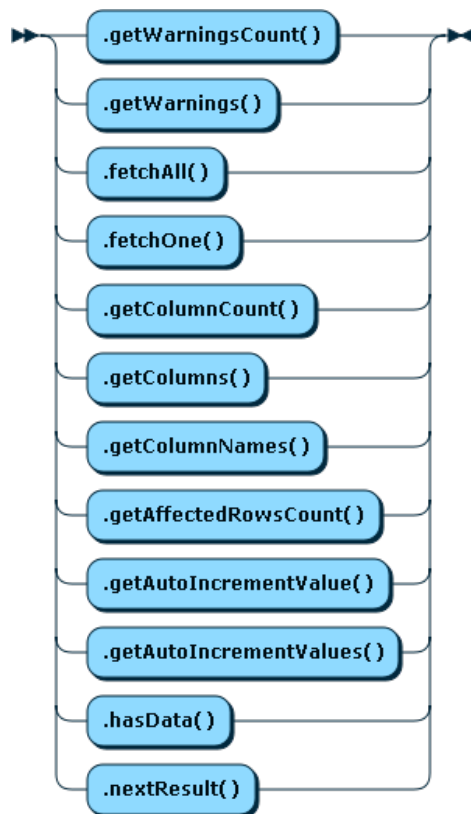 .getWarningsCount()
.getWarnings()
.fetchAll()
.fetchOne()
.getColumnCount()
.getColumns()
.getColumnNames()
.getAffectedRowsCount()
.getAutoIncrementValue()
.getAutoIncrementValues()
.hasData()
.nextResult()